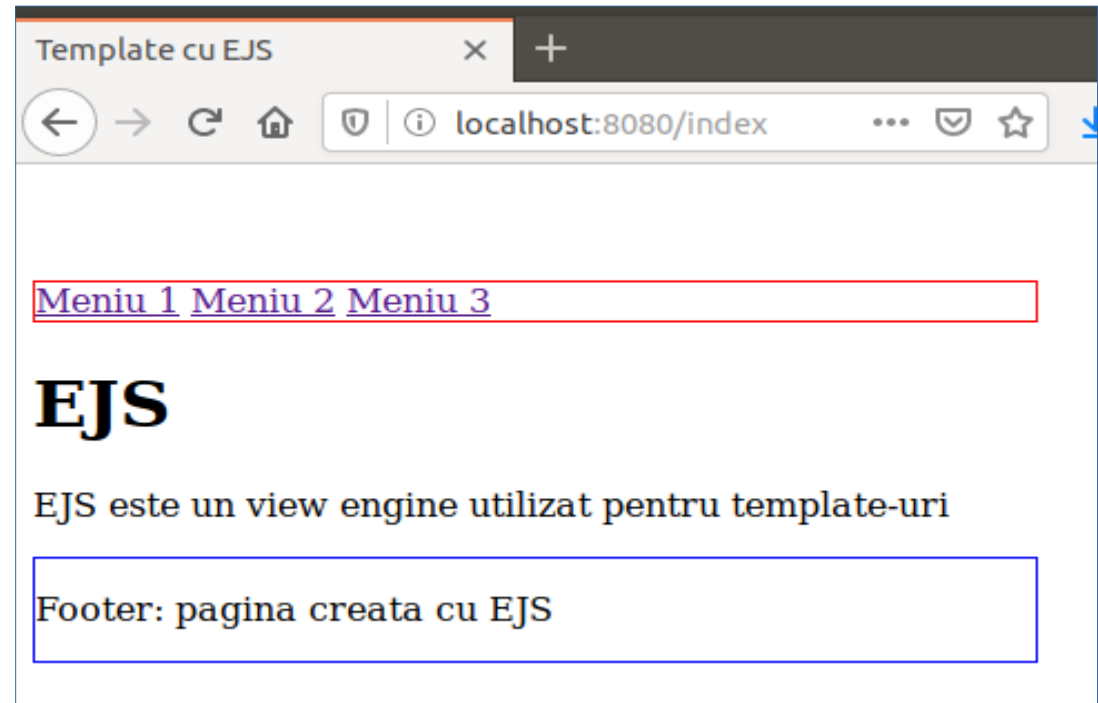 Template cu EJS
localhost:8080/index
Meniu 1 Meniu 2 Meniu 3
EJS
EJS este un view engine utilizat pentru template-uri
Footer: pagina creata cu EJS